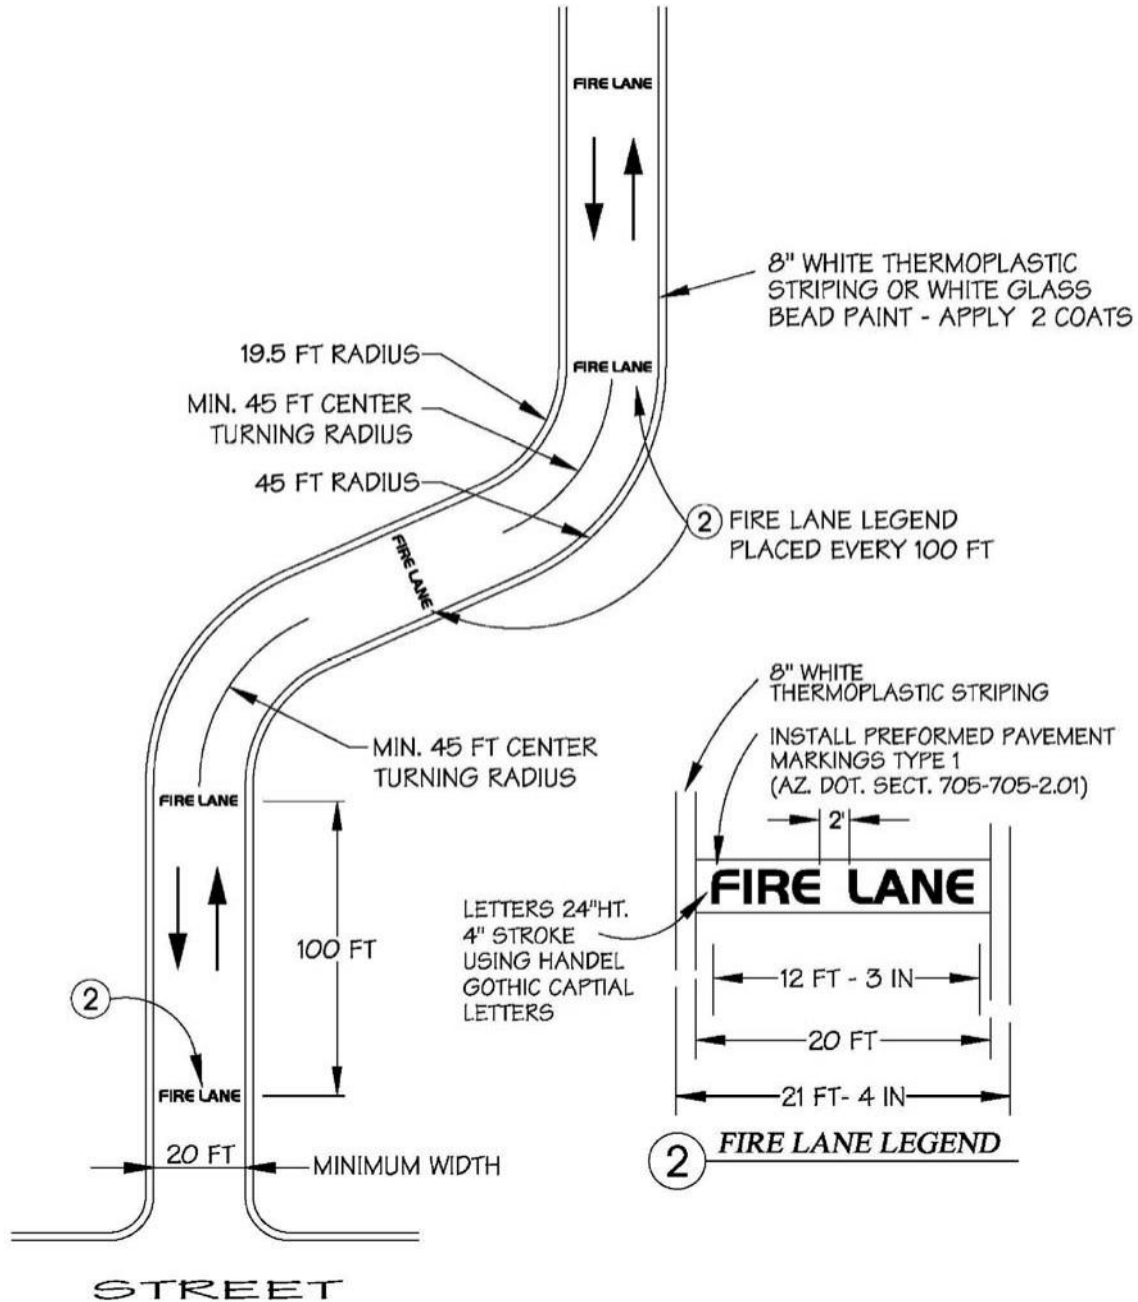 FIRE LANE
8" WHITE THERMOPLASTIC
STRIPING OR WHITE GLASS
BEAD PAINT - APPLY 2 COATS
19.5 FT RADIUS
FIRE LANE
MIN. 45 FT CENTER
TURNING RADIUS
45 FT RADIUS
2 FIRE LANE LEGEND
PLACED EVERY 100 FT
FIRE LANE
MIN. 45 FT CENTER
TURNING RADIUS
FIRE LANE
100 FT
2
FIRE LANE
20 FT
MINIMUM WIDTH
STREET
8" WHITE
THERMOPLASTIC STRIPING
INSTALL PREFORMED PAVEMENT
MARKINGS TYPE 1
(AZ. DOT. SECT. 705-705-2.01)
2'
FIRE LANE
LETTERS 24"HT.
4" STROKE
USING HANDEL
GOTHIC CAPTIAL
LETTERS
12 FT - 3 IN
20 FT
21 FT- 4 IN
2 FIRE LANE LEGEND